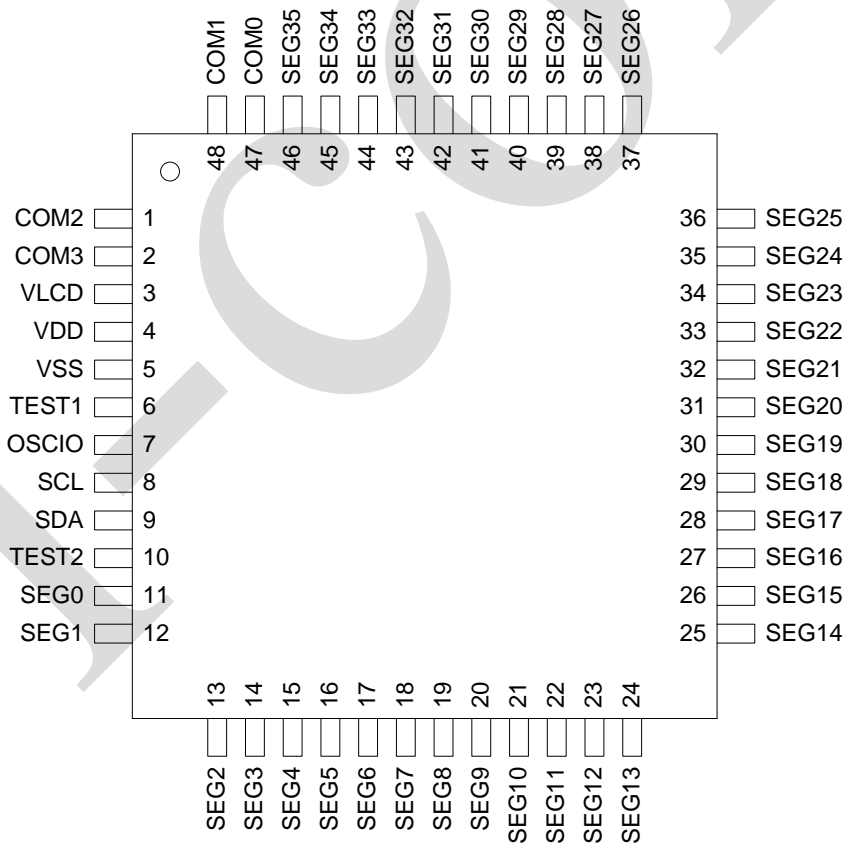 COM1 COM0 SEG35 SEG34 SEG33 SEG32 SEG31 SEG30 SEG29 SEG28 SEG27 SEG26
48 47 46 45 44 43 42 41 40 39 38 37
COM2 1 36 SEG25
COM3 2 35 SEG24
VLCD 3 34 SEG23
VDD 4 33 SEG22
VSS 5 32 SEG21
TEST1 6 31 SEG20
OSCIO 7 30 SEG19
SCL 8 29 SEG18
SDA 9 28 SEG17
TEST2 10 27 SEG16
SEG0 11 26 SEG15
SEG1 12 25 SEG14
13 14 15 16 17 18 19 20 21 22 23 24
SEG2 SEG3 SEG4 SEG5 SEG6 SEG7 SEG8 SEG9 SEG10 SEG11 SEG12 SEG13